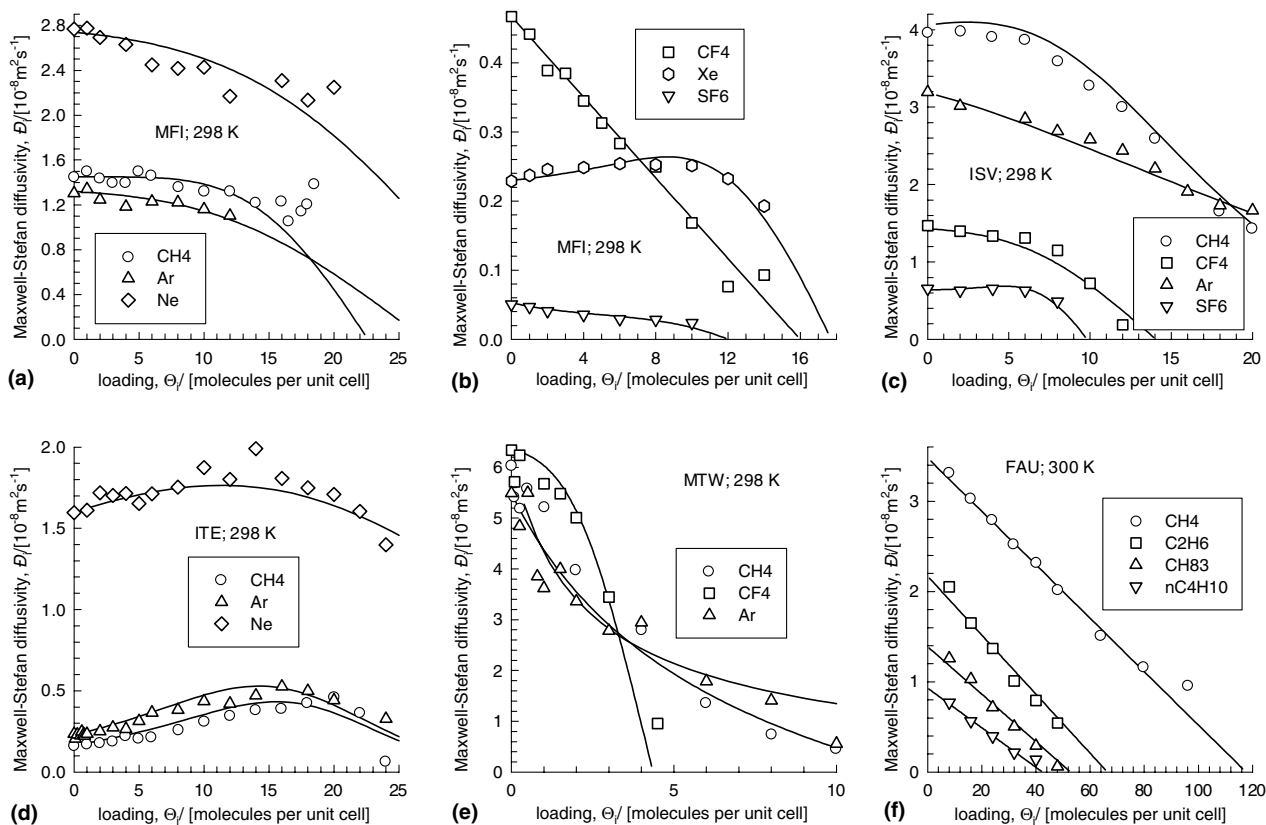 Maxwell-Stefan diffusivity, Đᵢ/[10⁻⁸m²s⁻¹]
2.8
2.4
2.0
1.6
1.2
0.8
0.4
0.0
MFI; 298 K
CH4
Ar
Ne
0 5 10 15 20 25
loading, Θᵢ/ [molecules per unit cell]
(a)
Maxwell-Stefan diffusivity, Đᵢ/[10⁻⁸m²s⁻¹]
0.4
0.3
0.2
0.1
0.0
CF4
Xe
SF6
MFI; 298 K
0 4 8 12 16
loading, Θᵢ/ [molecules per unit cell]
(b)
Maxwell-Stefan diffusivity, Đᵢ/[10⁻⁸m²s⁻¹]
4
3
2
1
0
ISV; 298 K
CH4
CF4
Ar
SF6
0 5 10 15 20
loading, Θᵢ/ [molecules per unit cell]
(c)
Maxwell-Stefan diffusivity, Đᵢ/[10⁻⁸m²s⁻¹]
2.0
1.5
1.0
0.5
0.0
ITE; 298 K
CH4
Ar
Ne
0 5 10 15 20 25
loading, Θᵢ/ [molecules per unit cell]
(d)
Maxwell-Stefan diffusivity, Đᵢ/[10⁻⁸m²s⁻¹]
6
5
4
3
2
1
0
MTW; 298 K
CH4
CF4
Ar
0 5 10
loading, Θᵢ/ [molecules per unit cell]
(e)
Maxwell-Stefan diffusivity, Đᵢ/[10⁻⁸m²s⁻¹]
3
2
1
0
FAU; 300 K
CH4
C2H6
CH83
nC4H10
0 20 40 60 80 100 120
loading, Θᵢ/ [molecules per unit cell]
(f)